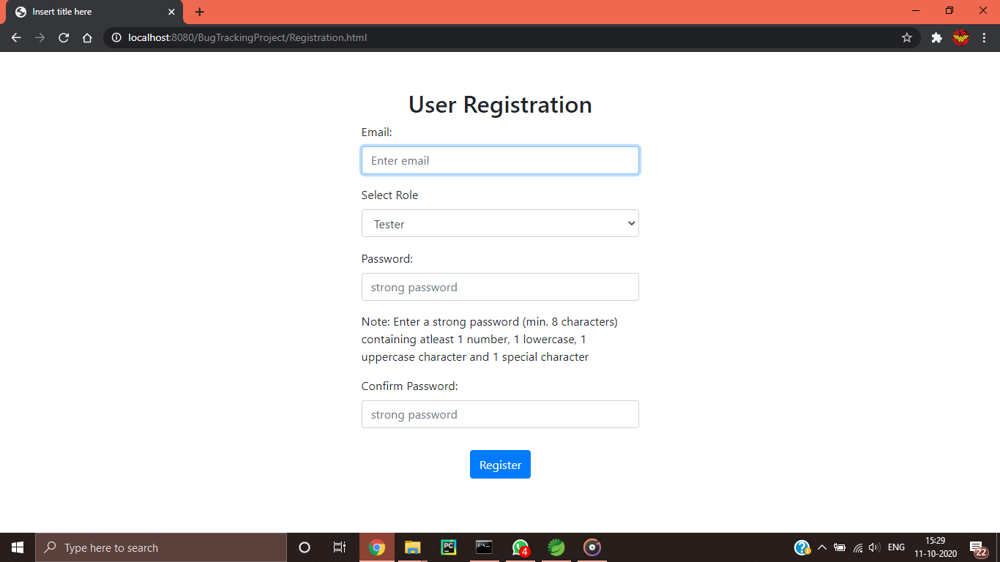 Insert title here
localhost:8080/BugTrackingProject/Registration.html
User Registration
Email:
Enter email
Select Role
Tester
Password:
strong password
Note: Enter a strong password (min. 8 characters)
containing atleast 1 number, 1 lowercase, 1
uppercase character and 1 special character
Confirm Password:
strong password
Register
Type here to search
PC
C:\.
4
ENG
15:29
11-10-2020
22